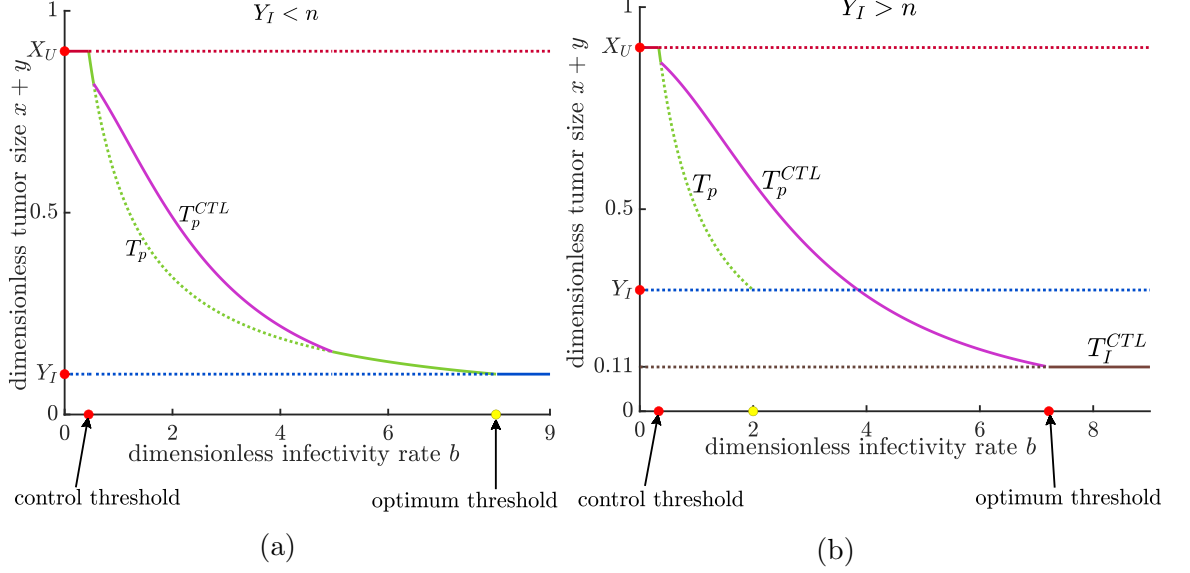 Y_I < n
1
X_U
0.5
Y_I
0
dimensionless tumor size x + y
T_p^{CTL}
T_p
0 2 4 6 9
dimensionless infectivity rate b
control threshold
optimum threshold
(a)
Y_I > n
1
X_U
0.5
Y_I
0.11
0
dimensionless tumor size x + y
T_p
T_p^{CTL}
T_I^{CTL}
0 2 4 6 8
dimensionless infectivity rate b
control threshold
optimum threshold
(b)